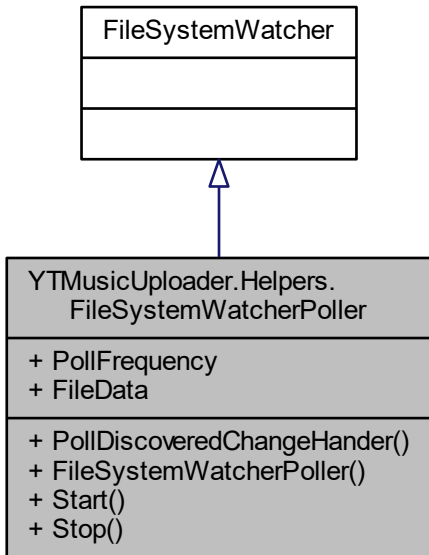 FileSystemWatcher
YTMusicUploader.Helpers.
FileSystemWatcherPoller
+ PollFrequency
+ FileData
+ PollDiscoveredChangeHander()
+ FileSystemWatcherPoller()
+ Start()
+ Stop()